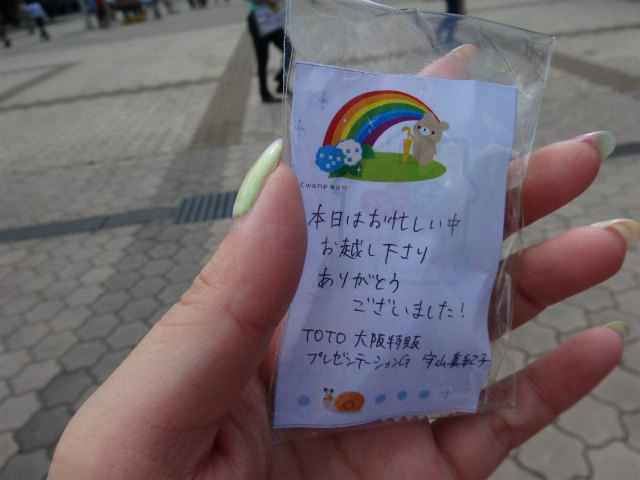 Cwanpaku
本日はお忙しい中
お越し下さり
ありがとう
ございました!
TOTO 大阪特販
プレゼンテーションG 宇山真紀子